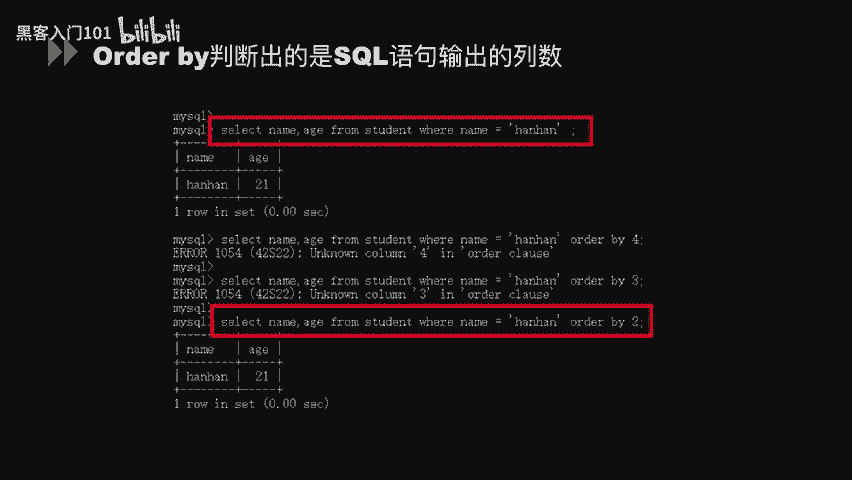 黑客入门101 bilibili
Order by判断出的是SQL语句输出的列数
mysql>
mysql> select name,age from student where name = 'hanhan' ;
+--------+-----+
| name   | age |
+--------+-----+
| hanhan |  21 |
+--------+-----+
1 row in set (0.00 sec)
mysql> select name,age from student where name = 'hanhan' order by 4;
ERROR 1054 (42S22): Unknown column '4' in 'order clause'
mysql>
mysql> select name,age from student where name = 'hanhan' order by 3;
ERROR 1054 (42S22): Unknown column '3' in 'order clause'
mysql>
mysql> select name,age from student where name = 'hanhan' order by 2;
+--------+-----+
| name   | age |
+--------+-----+
| hanhan |  21 |
+--------+-----+
1 row in set (0.00 sec)